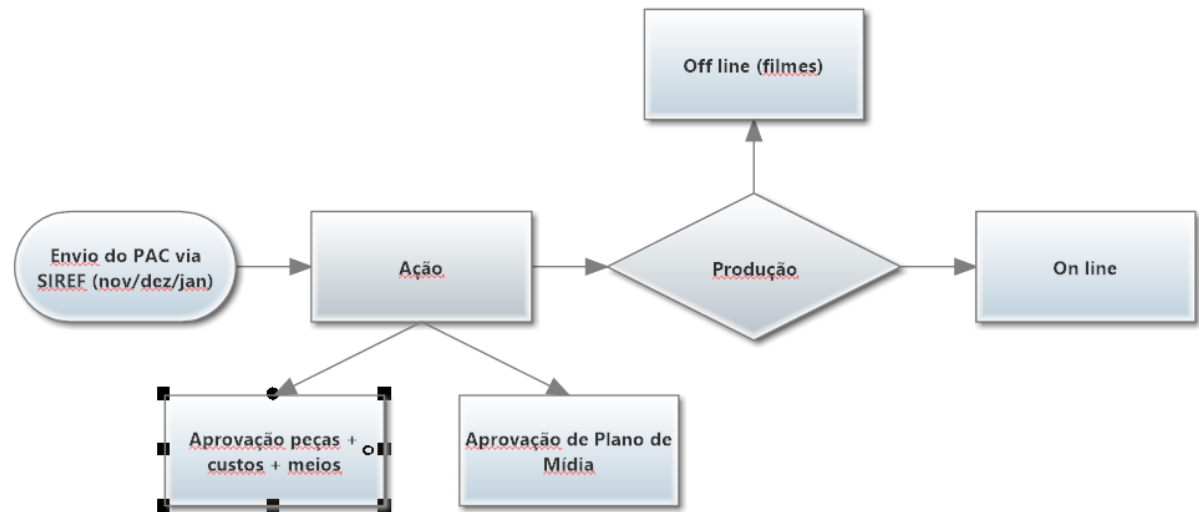 Off line (filmes)
Envio do PAC via
SIREF (nov/dez/jan)
Ação
Produção
On line
Aprovação peças +
custos + meios
Aprovação de Plano de
Mídia